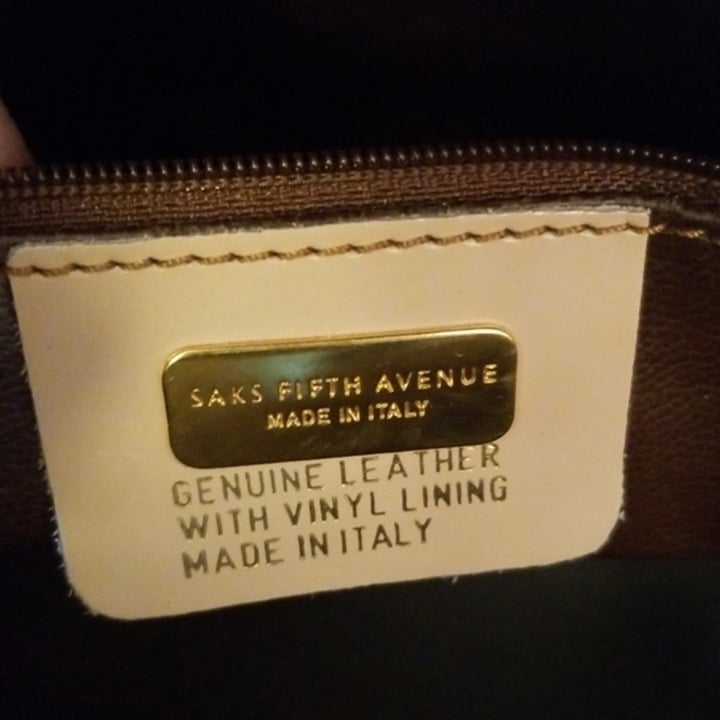 SAKS FIFTH AVENUE
MADE IN ITALY
GENUINE LEATHER
WITH VINYL LINING
MADE IN ITALY